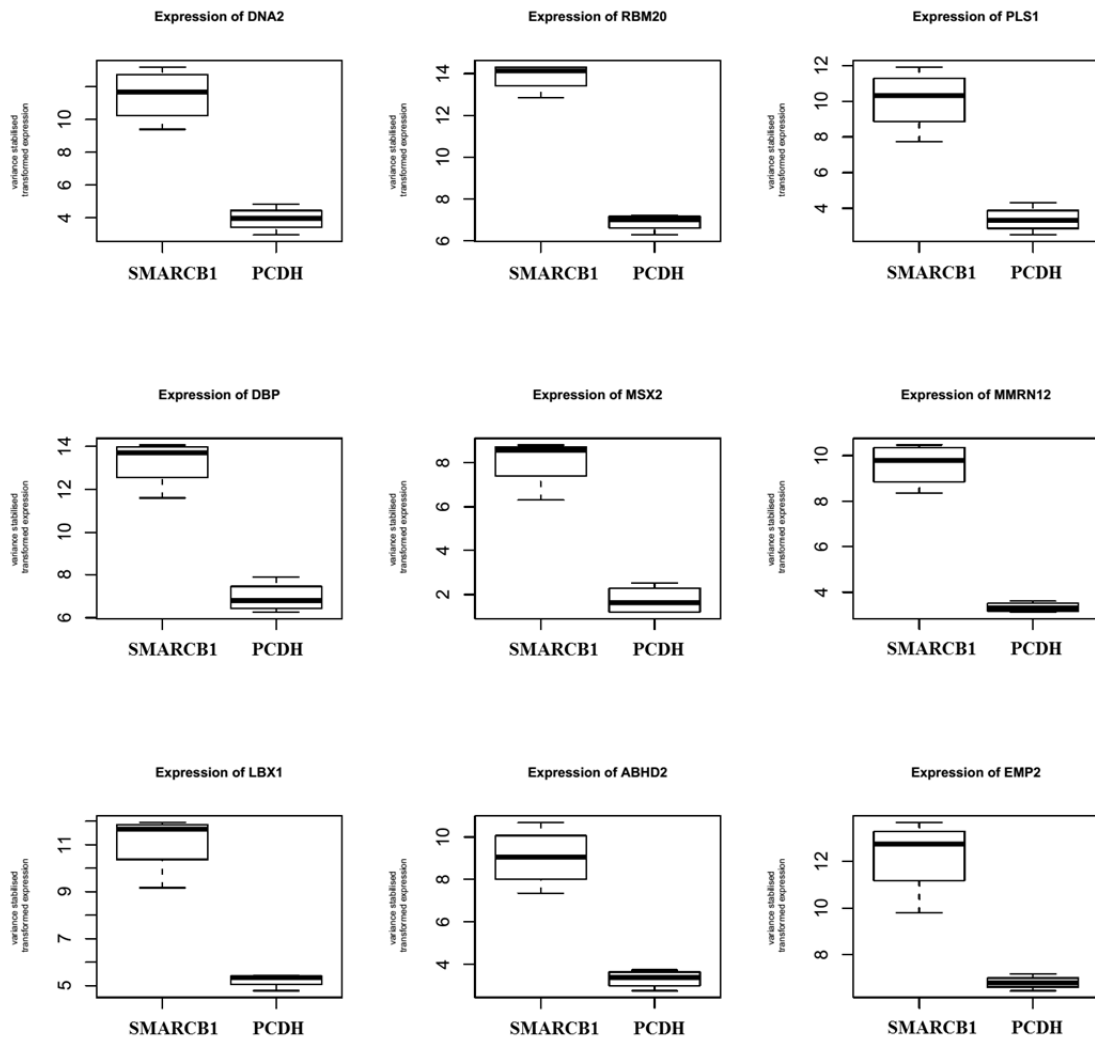 Expression of DNA2
variance stabilised
transformed expression
4
6
8
10
SMARCB1 PCDH
Expression of RBM20
variance stabilised
transformed expression
6
8
10
12
14
SMARCB1 PCDH
Expression of PLS1
variance stabilised
transformed expression
4
6
8
10
12
SMARCB1 PCDH
Expression of DBP
variance stabilised
transformed expression
6
8
10
12
14
SMARCB1 PCDH
Expression of MSX2
variance stabilised
transformed expression
2
4
6
8
SMARCB1 PCDH
Expression of MMRN12
variance stabilised
transformed expression
4
6
8
10
SMARCB1 PCDH
Expression of LBX1
variance stabilised
transformed expression
5
7
9
11
SMARCB1 PCDH
Expression of ABHD2
variance stabilised
transformed expression
4
6
8
10
SMARCB1 PCDH
Expression of EMP2
variance stabilised
transformed expression
8
10
12
SMARCB1 PCDH